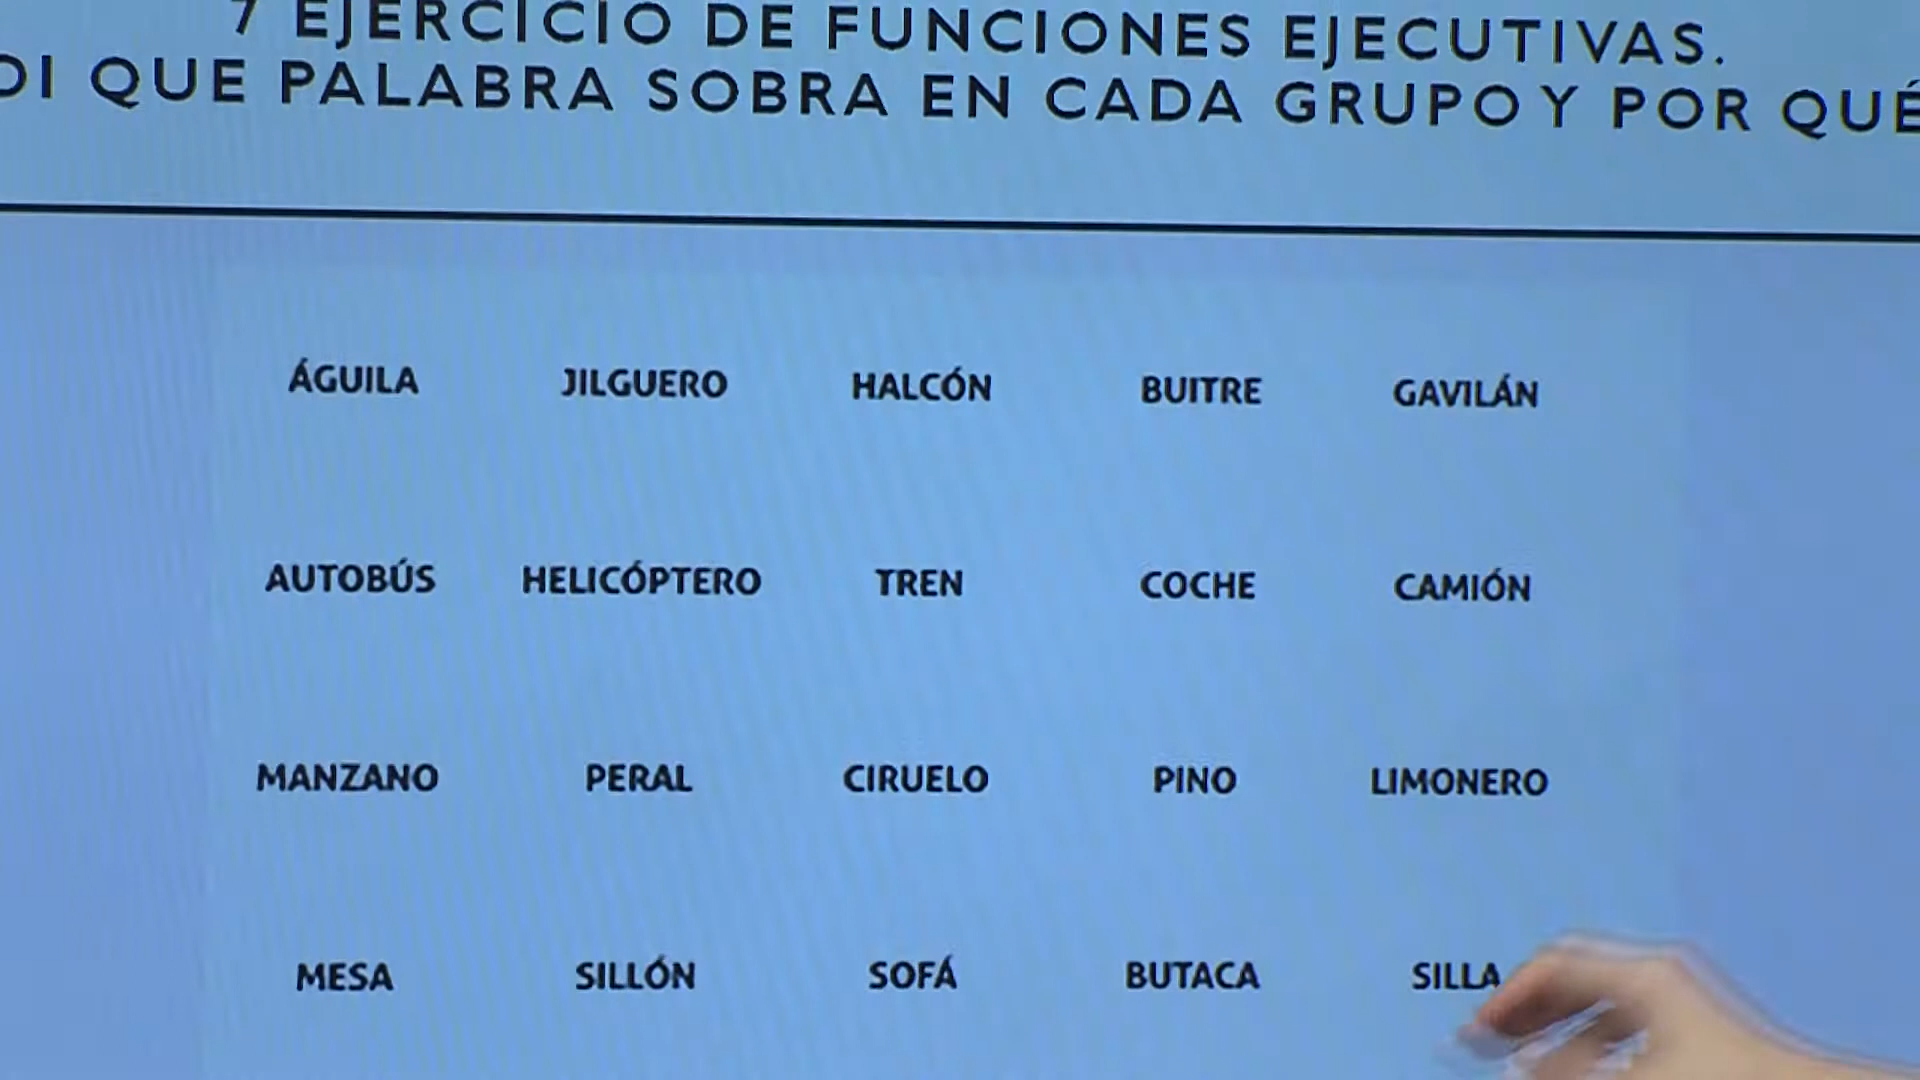 7 EJERCICIO DE FUNCIONES EJECUTIVAS.
DI QUE PALABRA SOBRA EN CADA GRUPO Y POR QUÉ
ÁGUILA JILGUERO HALCÓN BUITRE GAVILÁN
AUTOBÚS HELICÓPTERO TREN COCHE CAMIÓN
MANZANO PERAL CIRUELO PINO LIMONERO
MESA SILLÓN SOFÁ BUTACA SILLA